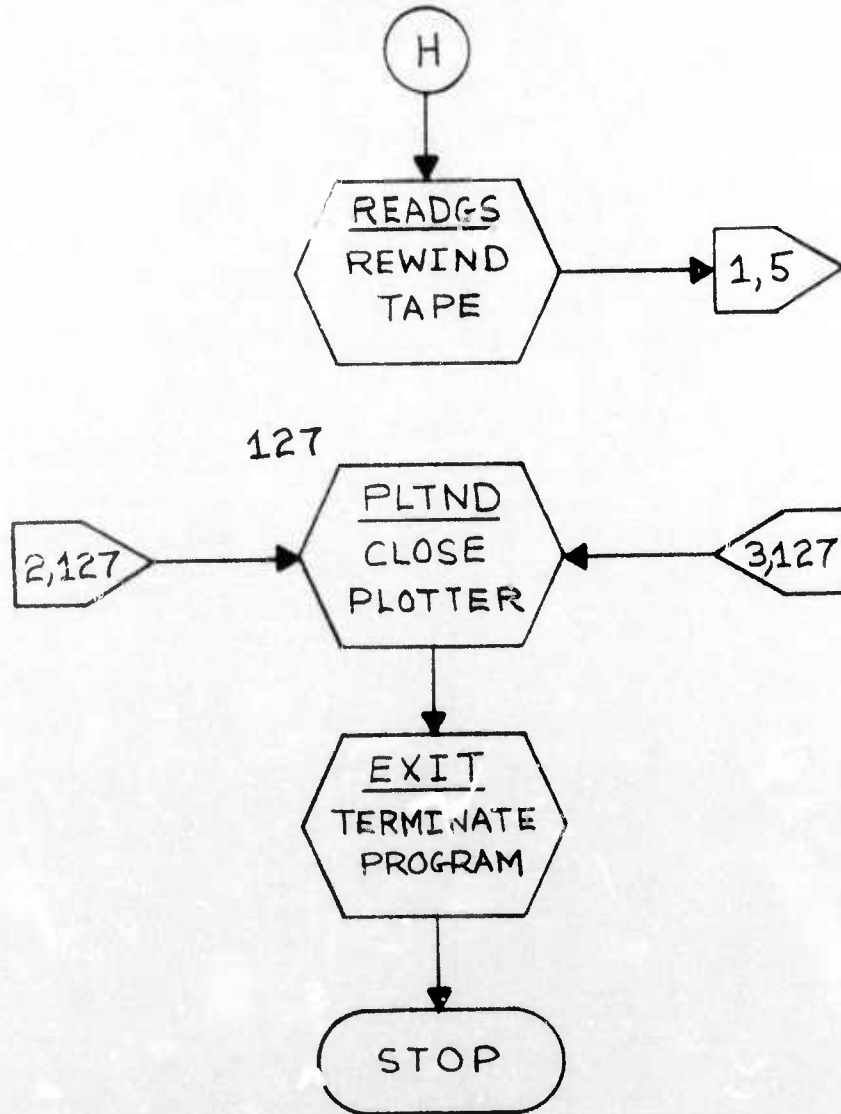 H
READGS
REWIND
TAPE
1,5
127
2,127
PLTND
CLOSE
PLOTTER
3,127
EXIT
TERMINATE
PROGRAM
STOP